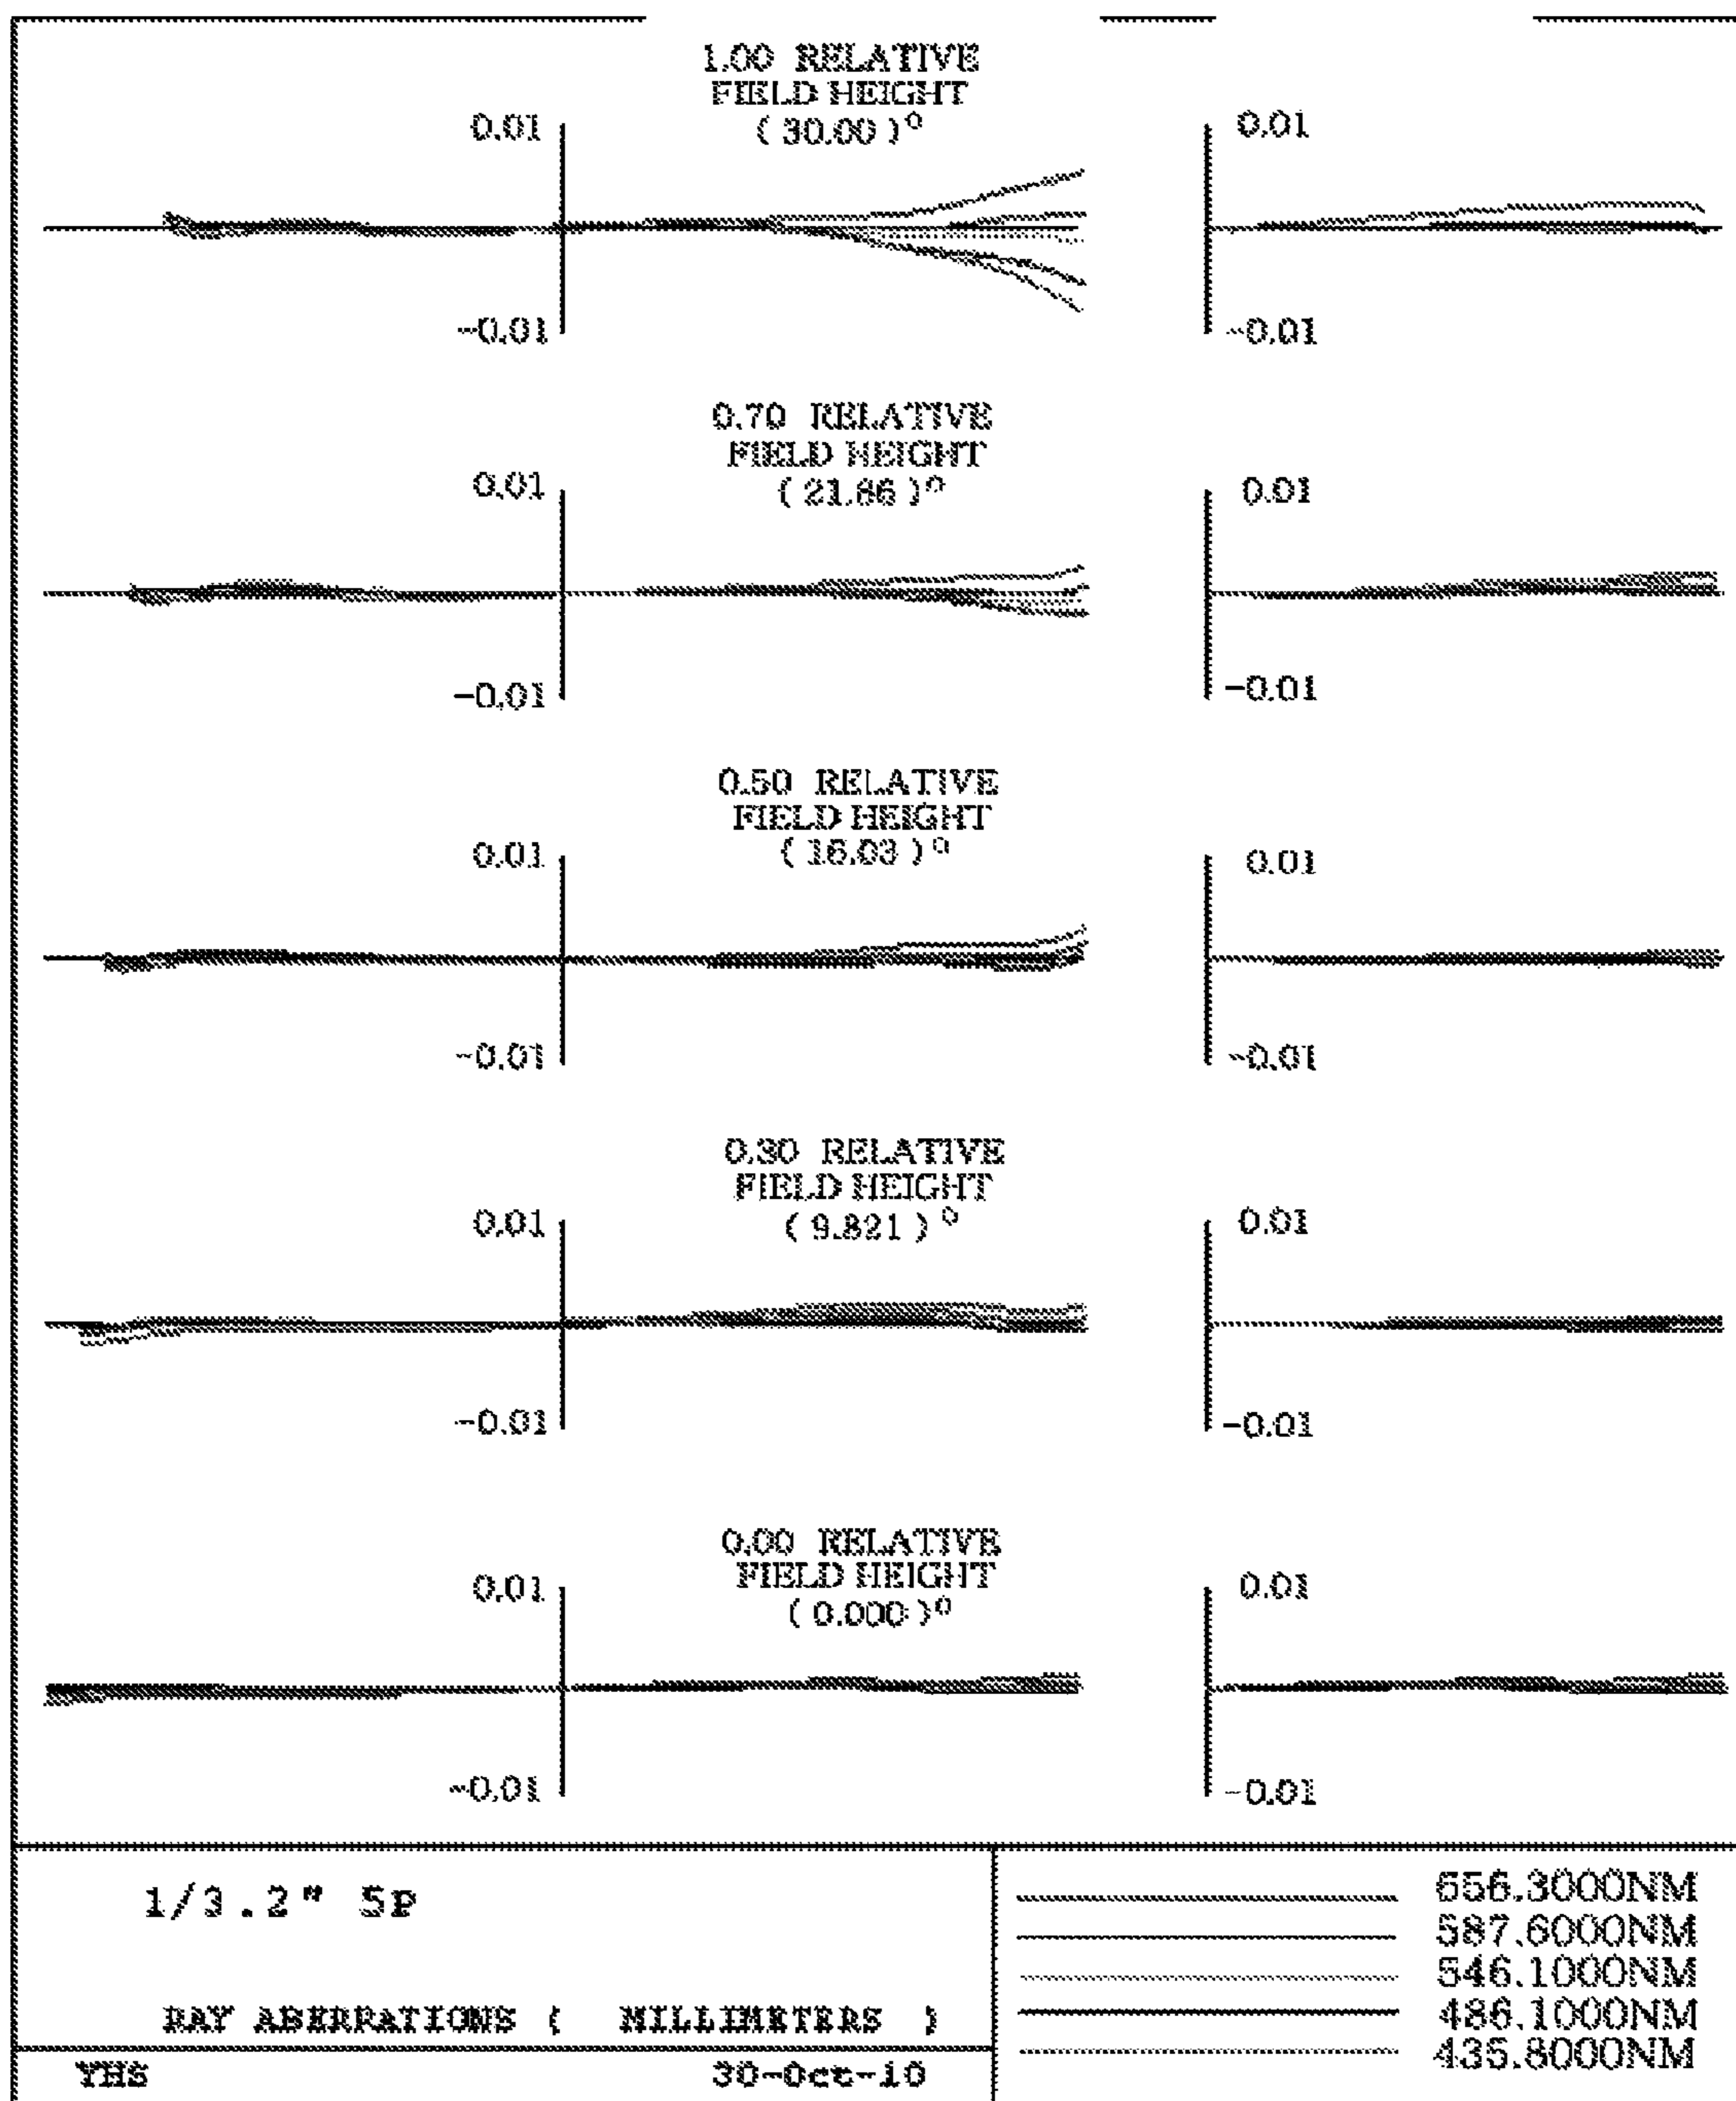 1.00 RELATIVE
FIELD HEIGHT
( 30.00 )°
0.01
0.01
-0.01
-0.01
0.70 RELATIVE
FIELD HEIGHT
( 21.86 )°
0.01
0.01
-0.01
-0.01
0.50 RELATIVE
FIELD HEIGHT
( 16.03 )°
0.01
0.01
-0.01
-0.01
0.30 RELATIVE
FIELD HEIGHT
( 9.821 )°
0.01
0.01
-0.01
-0.01
0.00 RELATIVE
FIELD HEIGHT
( 0.000 )°
0.01
0.01
-0.01
-0.01
1/3.2" 5P
RAY ABERRATIONS ( MILLIMETERS )
YHS 30-Oct-10
656.3000NM
587.6000NM
546.1000NM
486.1000NM
435.8000NM